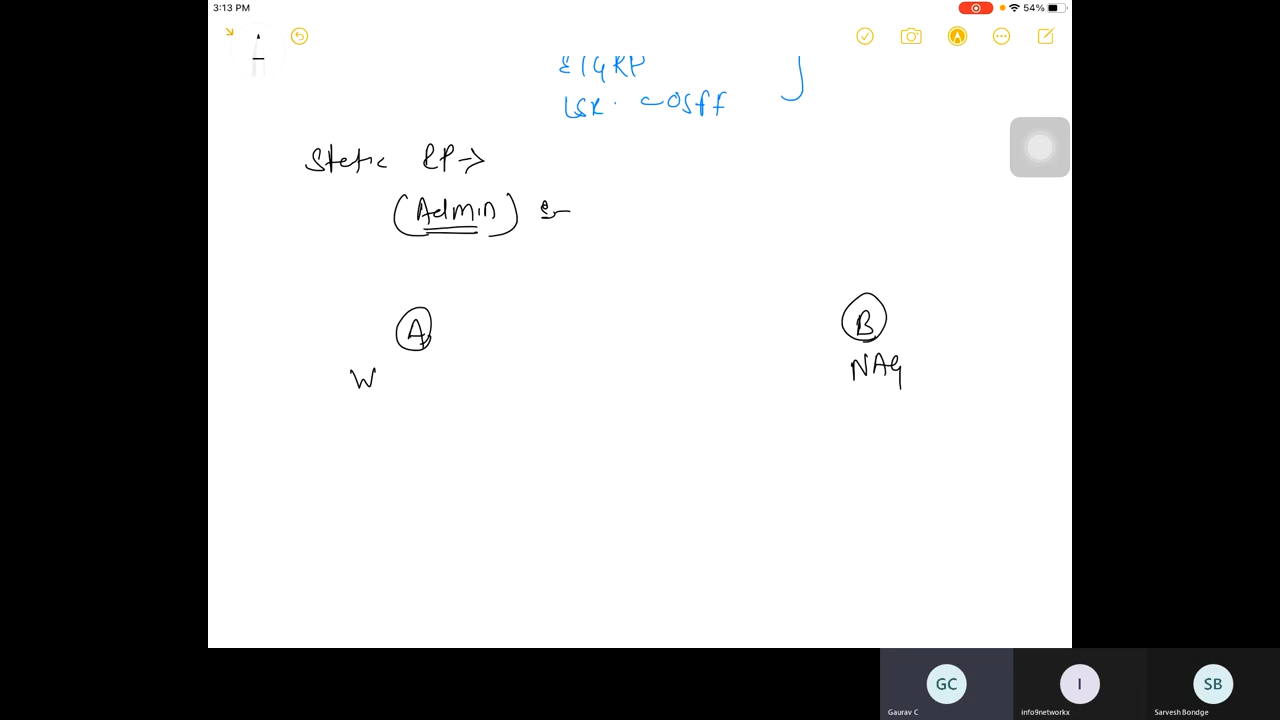 3:13 PM
54%
EIGRP
LSR. OSPF
Static RP →
(Admin)
A
B
W
NAG
GC
I
SB
Gaurav C
info9networkx
Sarvesh Bondge